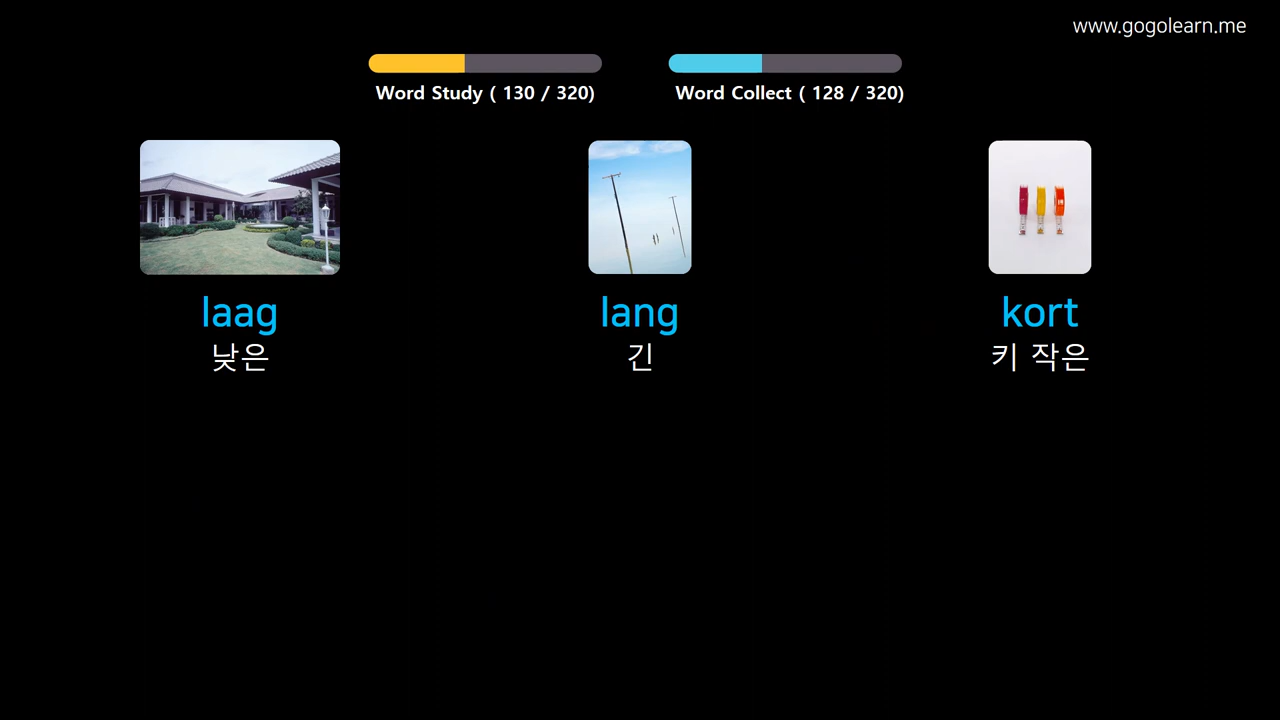 www.gogolearn.me
Word Study ( 130 / 320)
Word Collect ( 128 / 320)
laag
낮은
lang
긴
kort
키 작은